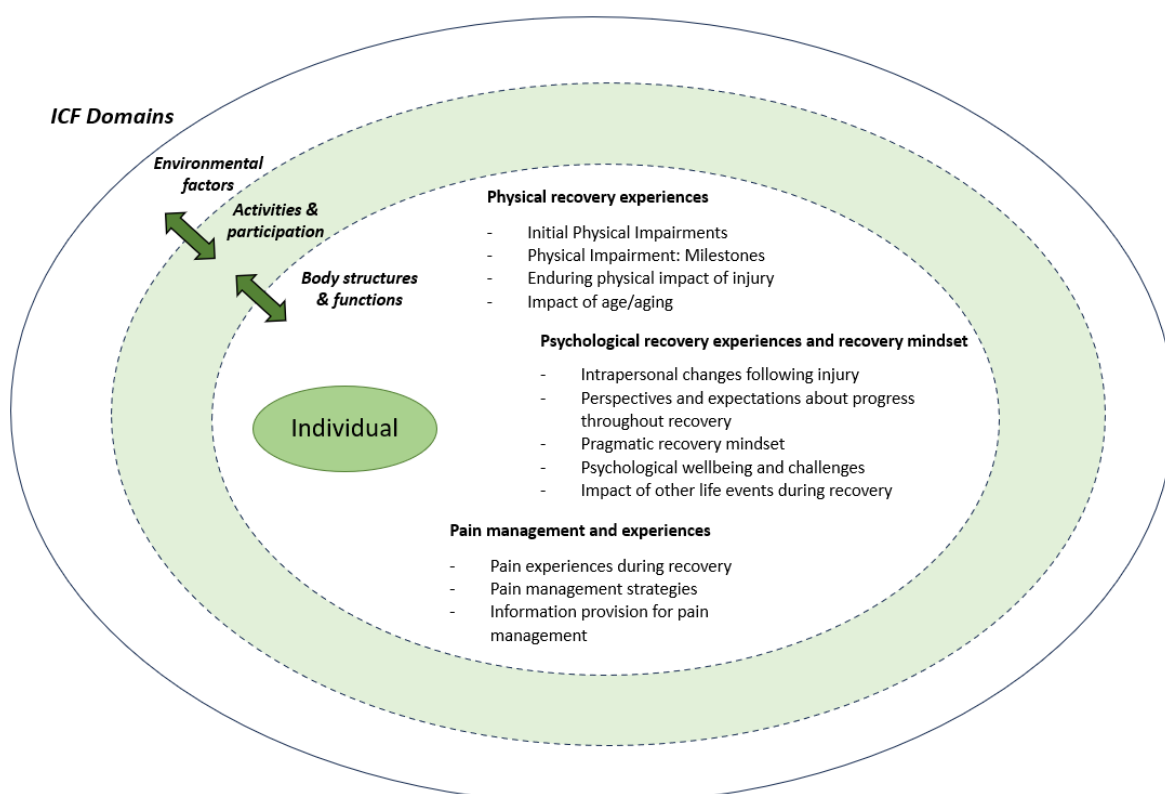 ICF Domains
Environmental
factors
Activities &
participation
Body structures
& functions
Individual
Physical recovery experiences
- Initial Physical Impairments
- Physical Impairment: Milestones
- Enduring physical impact of injury
- Impact of age/aging
Psychological recovery experiences and recovery mindset
- Intrapersonal changes following injury
- Perspectives and expectations about progress
throughout recovery
- Pragmatic recovery mindset
- Psychological wellbeing and challenges
- Impact of other life events during recovery
Pain management and experiences
- Pain experiences during recovery
- Pain management strategies
- Information provision for pain
management